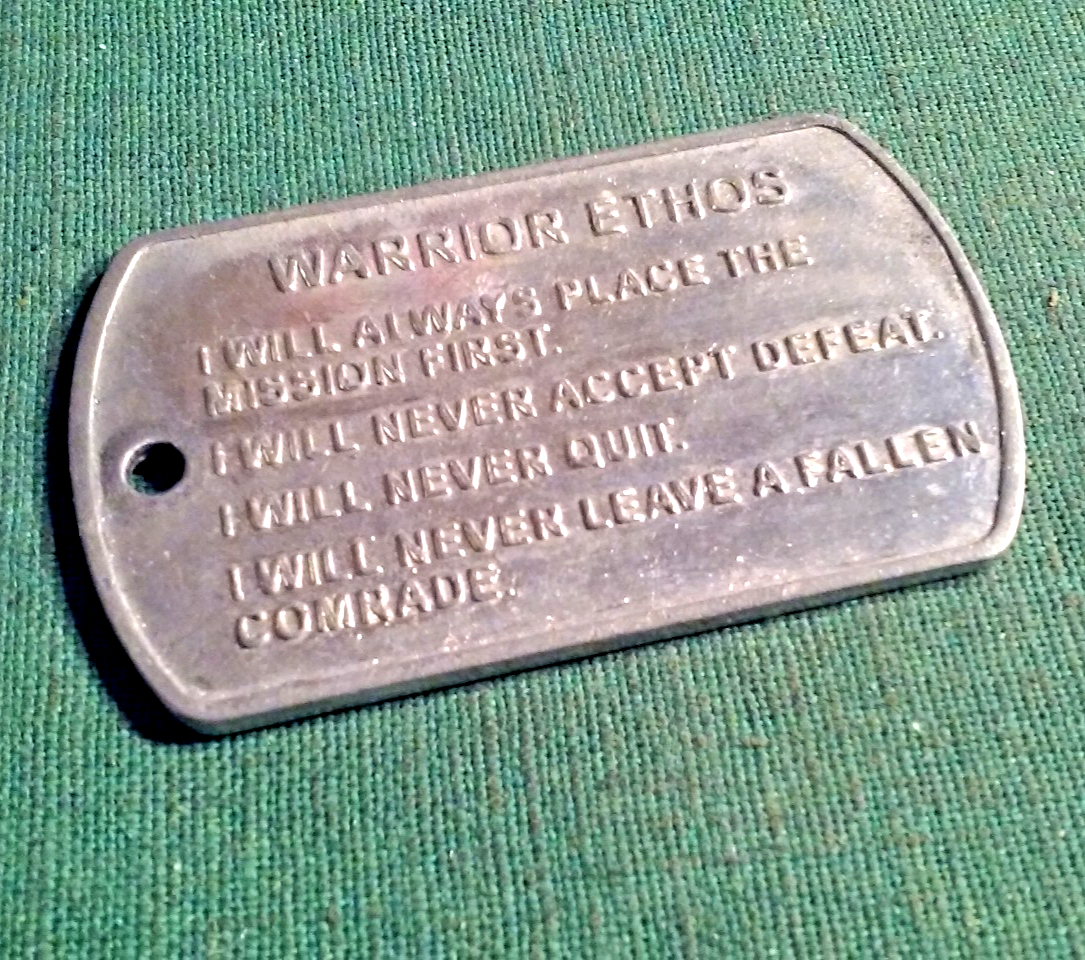 WARRIOR ETHOS
I WILL ALWAYS PLACE THE
MISSION FIRST.
I WILL NEVER ACCEPT DEFEAT.
I WILL NEVER QUIT.
I WILL NEVER LEAVE A FALLEN
COMRADE.